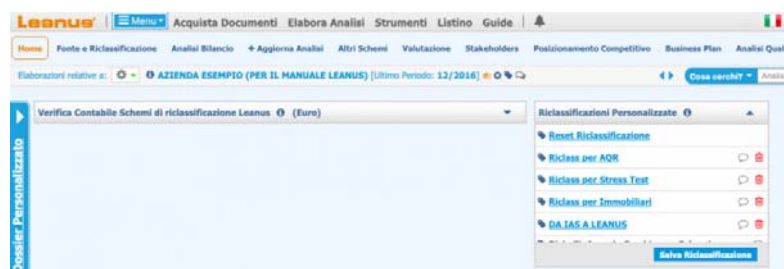 Leanus® Menu Acquista Documenti Elabora Analisi Strumenti Listino Guide
Home Fonte e Riclassificazione Analisi Bilancio + Aggiorna Analisi Altri Schemi Valutazione Stakeholders Posizionamento Competitivo Business Plan Analisi Qual
Elaborazioni relative a: AZIENDA ESEMPIO (PER IL MANUALE LEANUS) [Ultimo Periodo: 12/2016] Cosa cerchi? Analis
Dossier Personalizzato
Verifica Contabile Schemi di riclassificazione Leanus (Euro)
Riclassificazioni Personalizzate
Reset Riclassificazione
Riclass per AQR
Riclass per Stress Test
Riclass per Immobiliari
DA IAS A LEANUS
Salva Riclassificazione